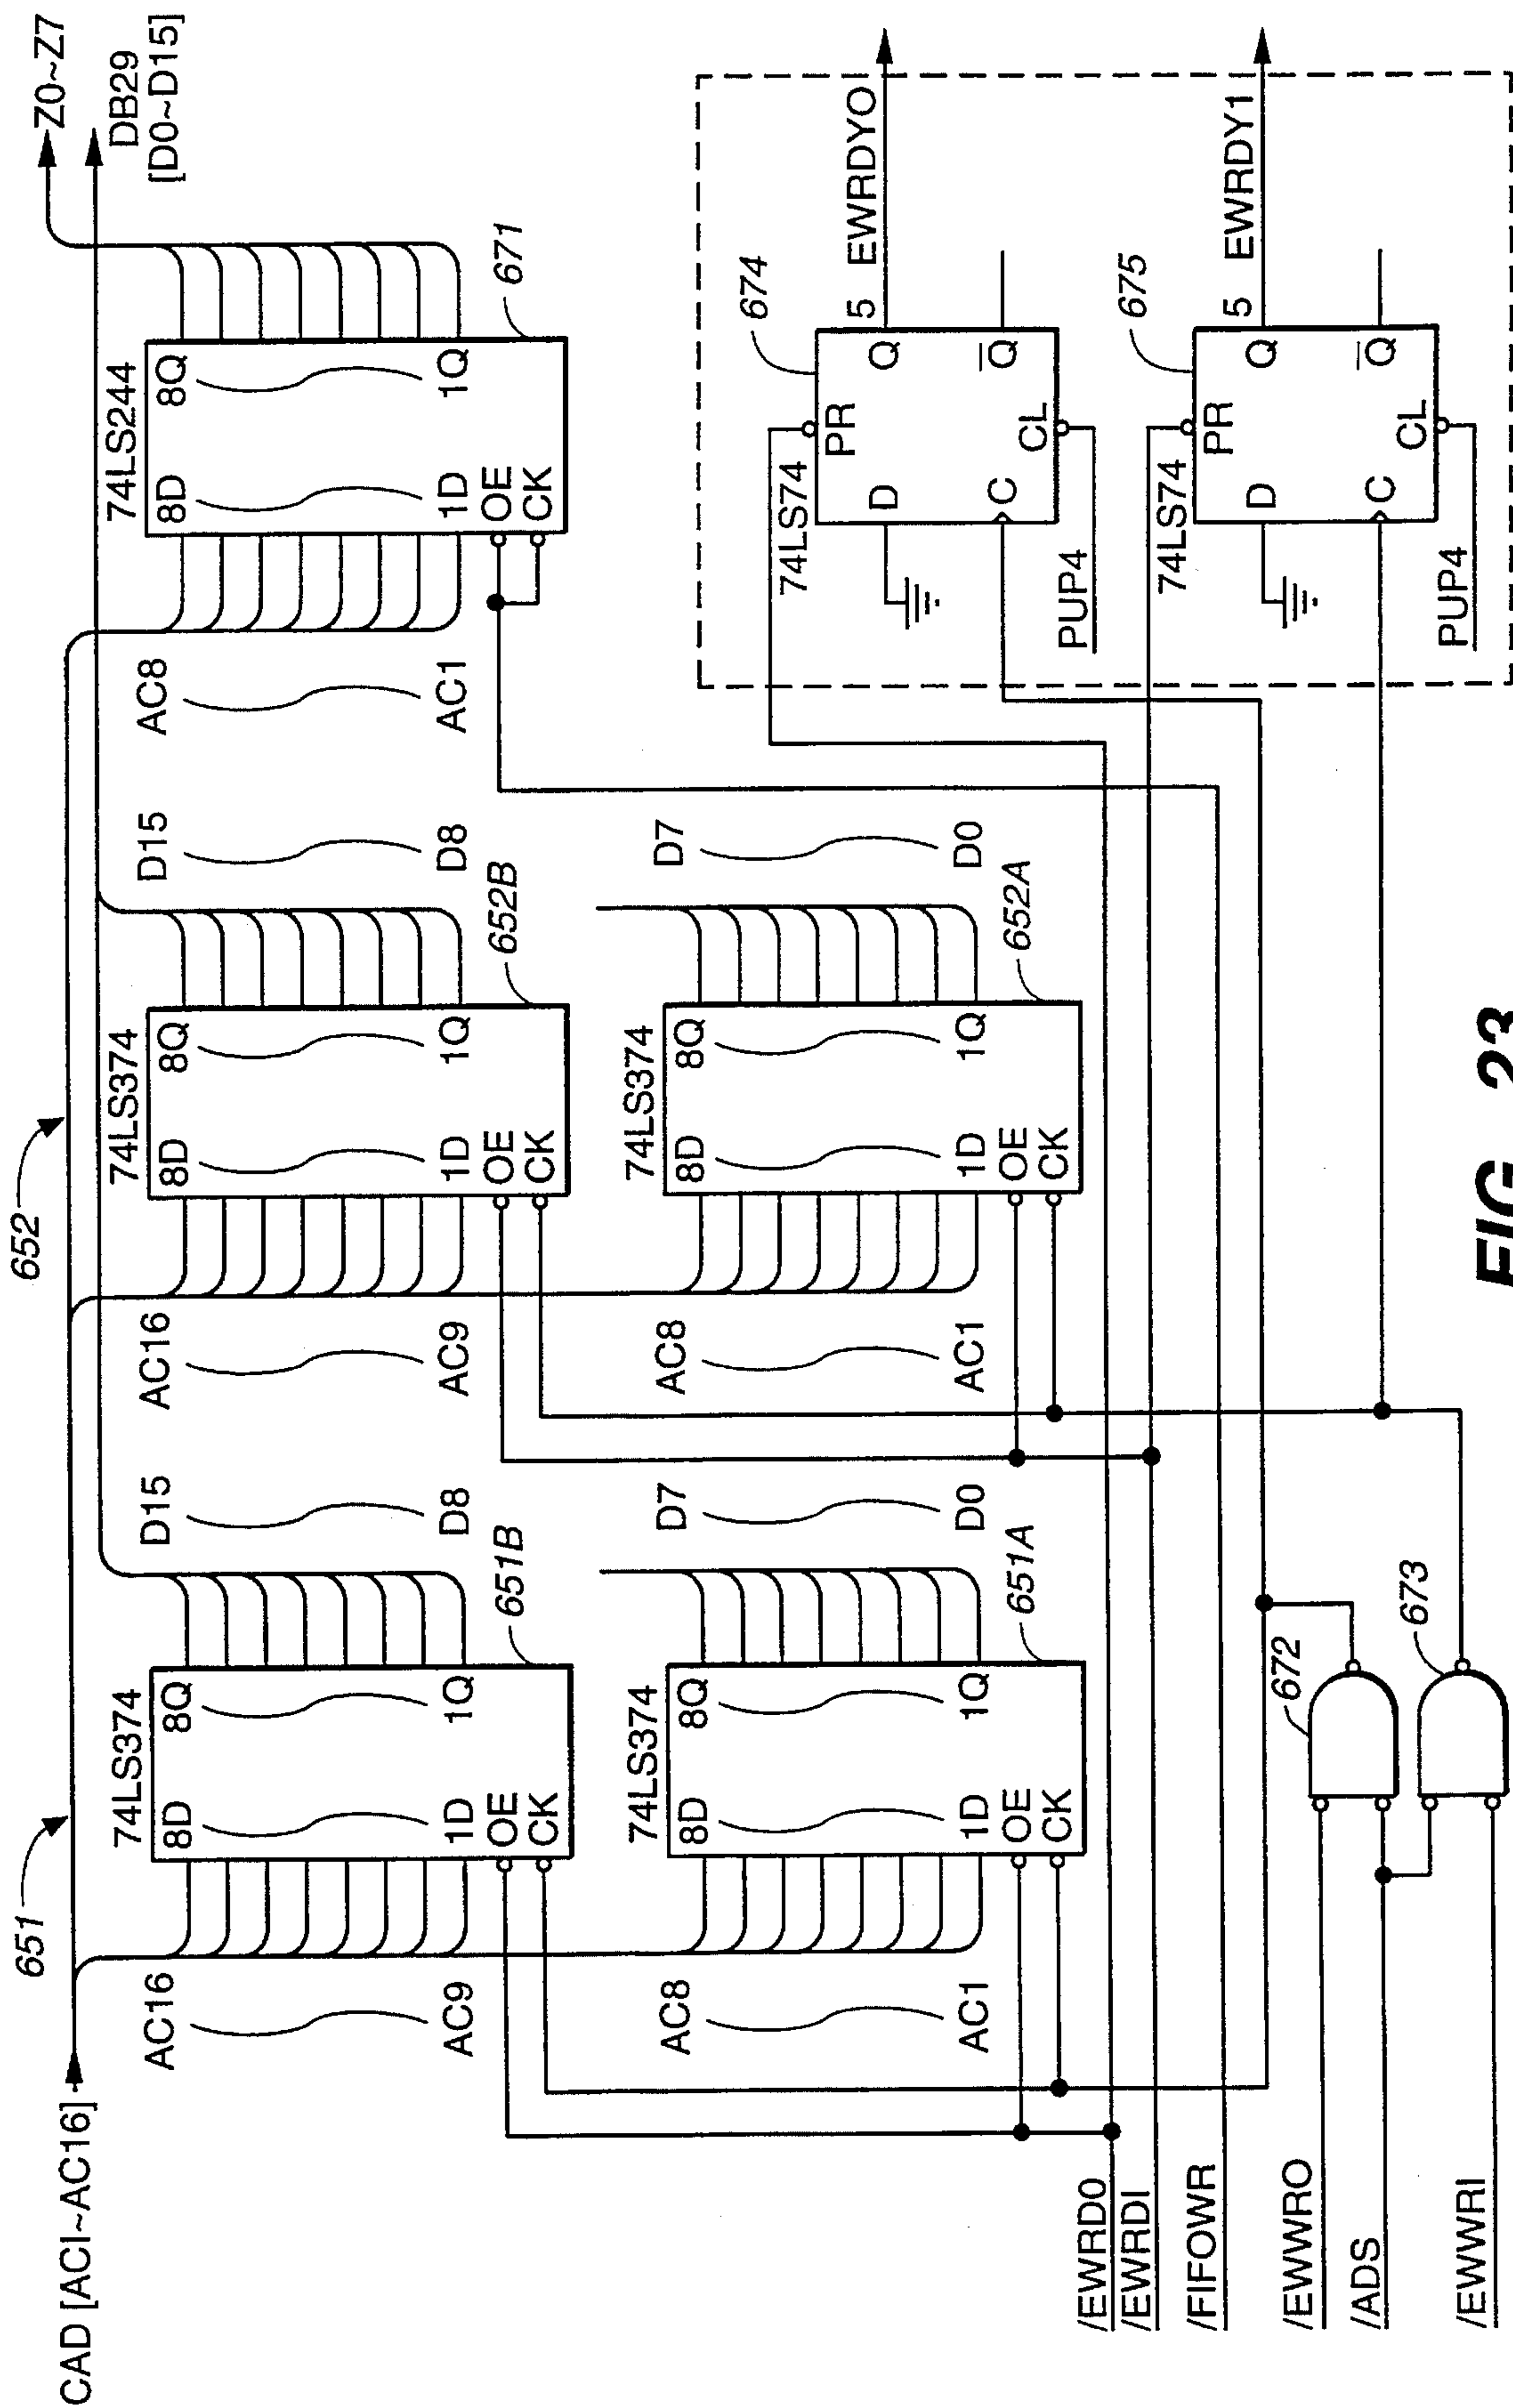 CAD [ACI~AC16]
651
652
Z0~Z7
DB29
[D0~D15]
AC16
AC9
74LS374
8D
8Q
1D
1Q
OE
CK
651B
D15
D8
AC16
AC9
74LS374
8D
8Q
1D
1Q
OE
CK
652B
D15
D8
AC8
AC1
74LS244
8D
8Q
1D
1Q
OE
CK
671
AC8
AC1
74LS374
8D
8Q
1D
1Q
OE
CK
651A
D7
D0
AC8
AC1
74LS374
8D
8Q
1D
1Q
OE
CK
652A
D7
D0
74LS74
674
PR
D
Q
5
EWRDYO
C
Q
CL
PUP4
74LS74
675
PR
D
Q
5
EWRDY1
C
Q
CL
PUP4
/EWRD0
/EWRDI
/FIFOWR
/EWWRO
/ADS
/EWWRI
672
673
FIG._23